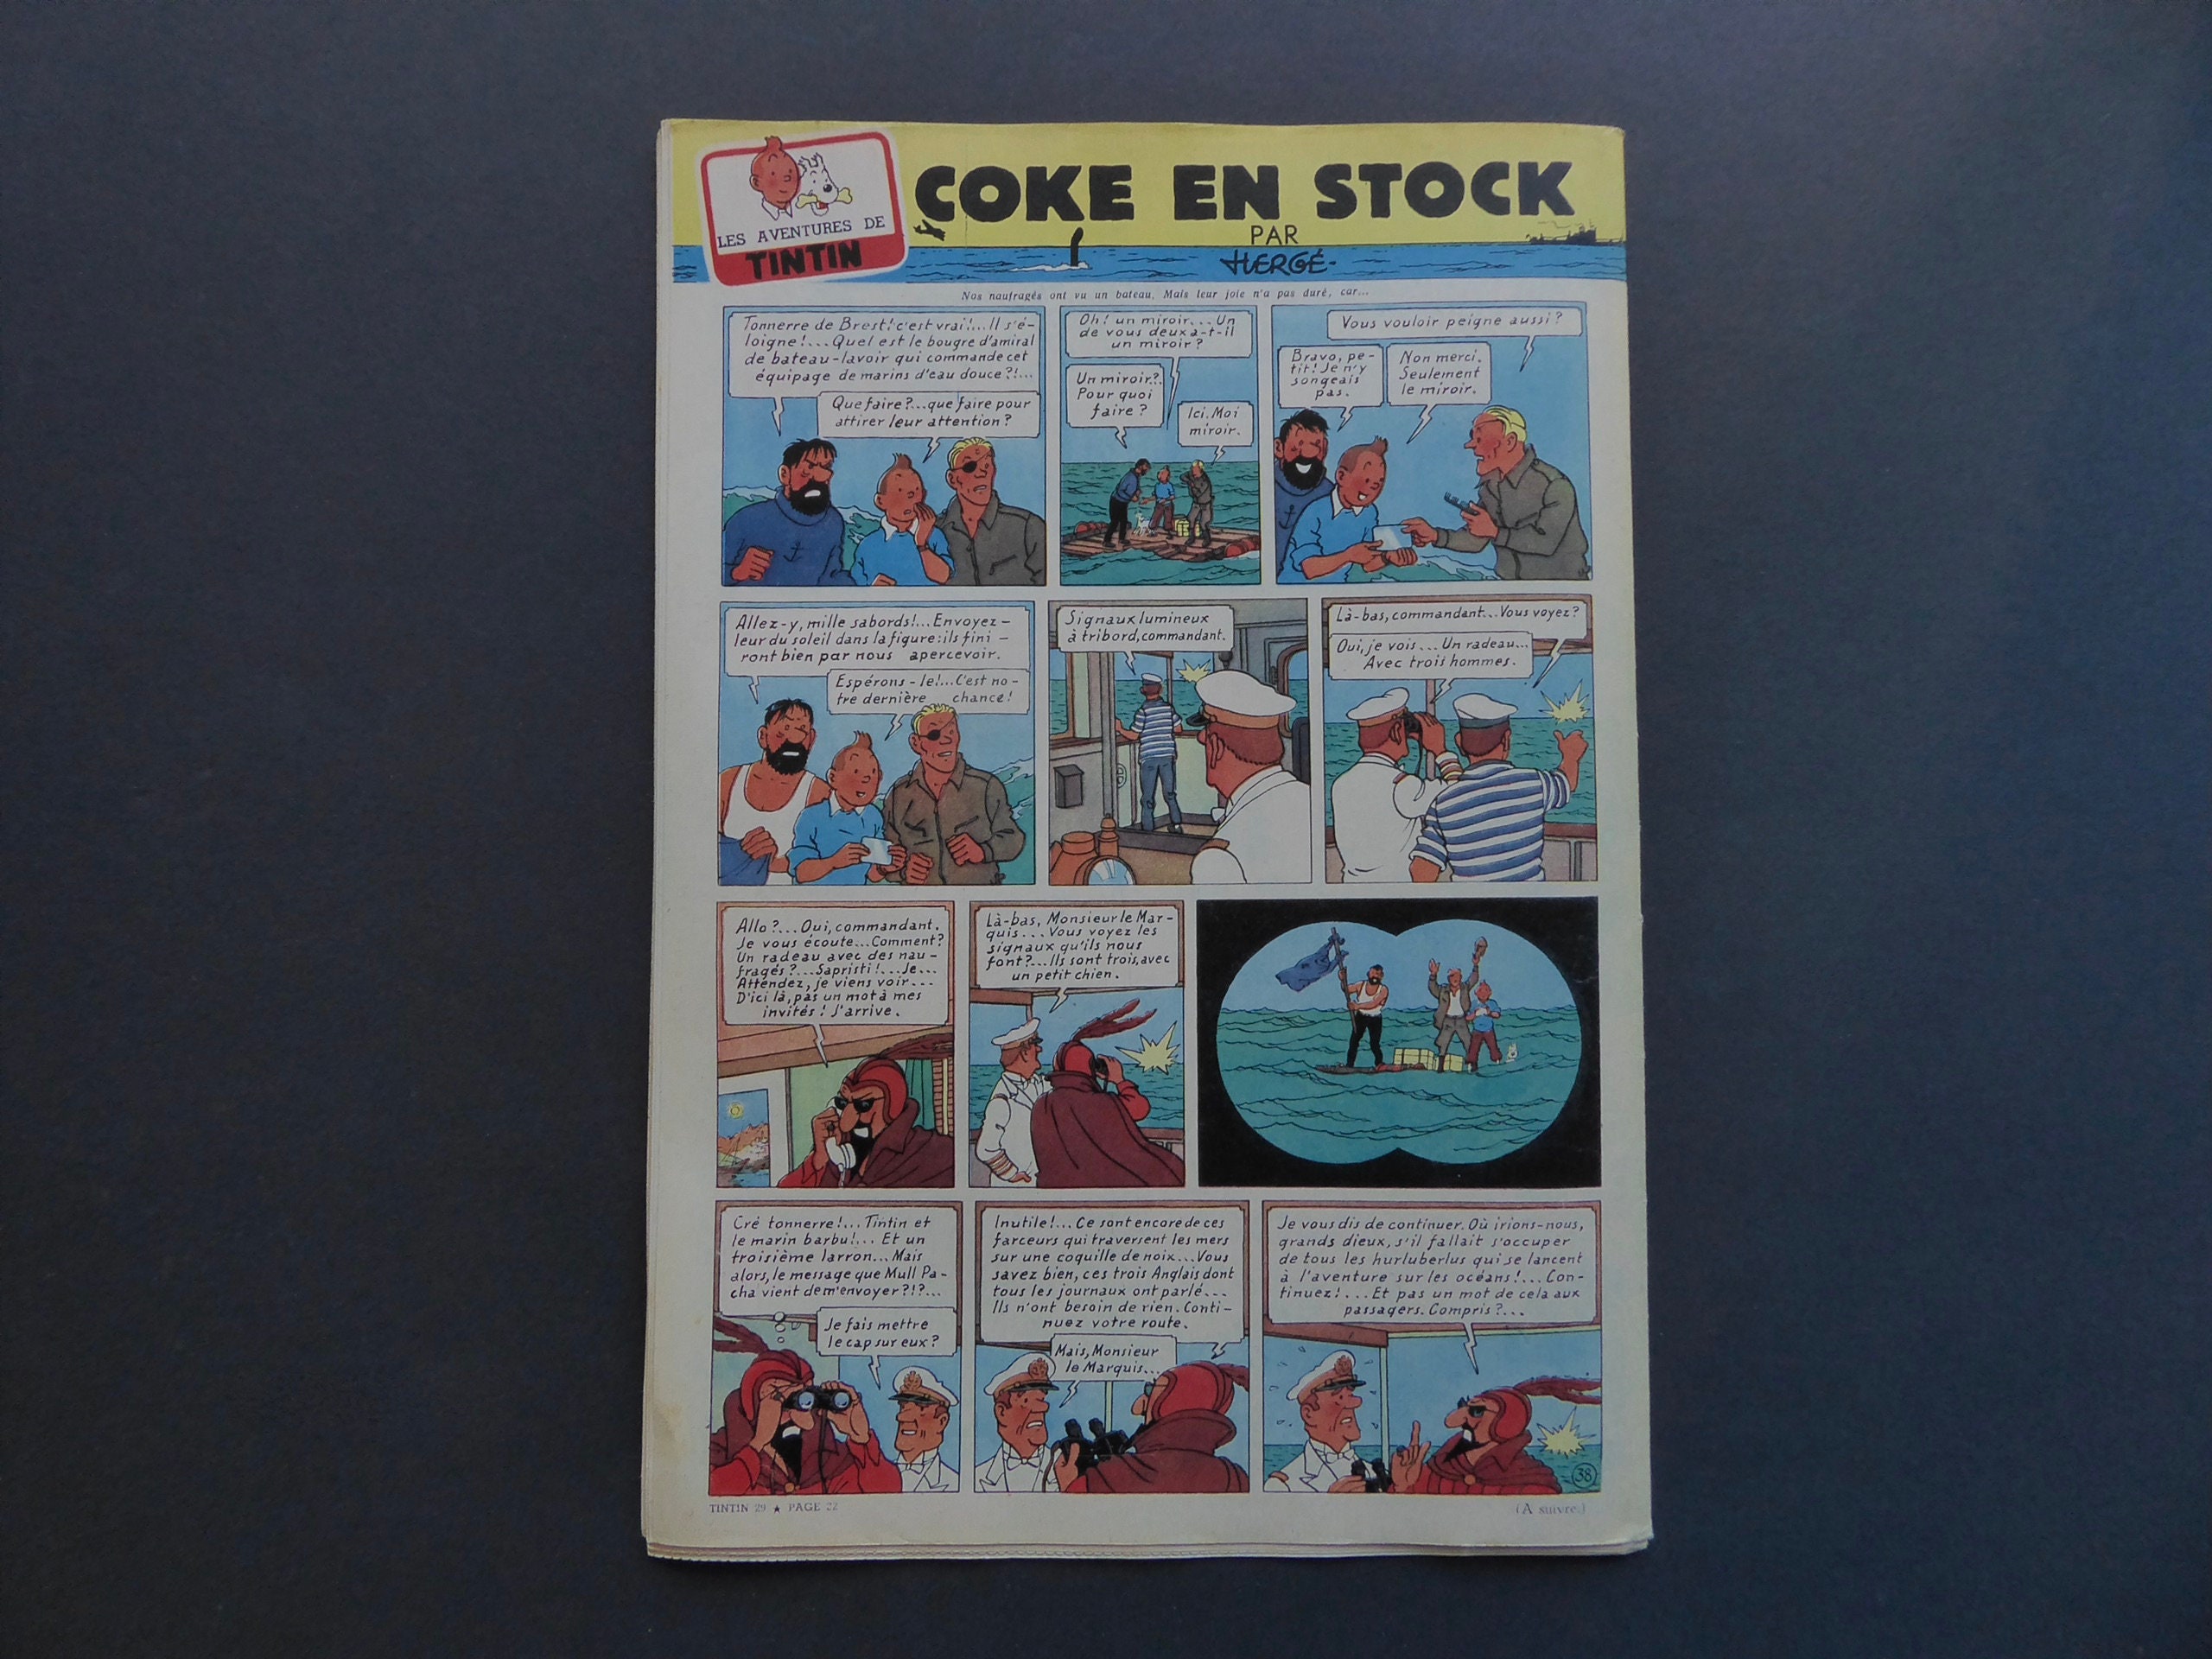 LES AVENTURES DE
TINTIN
COKE EN STOCK
PAR
HERGÉ
Nos naufragés ont vu un bateau. Mais leur joie n'a pas duré, car...
Tonnerre de Brest! c'est vrai!... Il s'é-
loigne!... Quel est le bougre d'amiral
de bateau-lavoir qui commande cet
équipage de marins d'eau douce?!...
Que faire?... que faire pour
attirer leur attention?
Oh! un miroir... Un
de vous deux a-t-il
un miroir?
Un miroir?.
Pour quoi
faire?
Ici. Moi
miroir.
Vous vouloir peigne aussi?
Bravo, pe-
tit! Je n'y
songeais
pas.
Non merci.
Seulement
le miroir.
Allez-y, mille sabords!... Envoyez-
leur du soleil dans la figure: ils fini-
ront bien par nous apercevoir.
Espérons-le!... C'est no-
tre dernière chance!
Signaux lumineux
à tribord, commandant.
Là-bas, commandant... Vous voyez?
Oui, je vois... Un radeau...
Avec trois hommes.
Allo?... Oui, commandant.
Je vous écoute... Comment?
Un radeau avec des nau-
fragés?... Sapristi!... Je...
Attendez, je viens voir...
D'ici là, pas un mot à mes
invités! J'arrive.
Là-bas, Monsieur le Mar-
quis... Vous voyez les
signaux qu'ils nous
font?... Ils sont trois, avec
un petit chien.
Cré tonnerre!... Tintin et
le marin barbu!... Et un
troisième larron... Mais
alors, le message que Mull Pa-
cha vient de m'envoyer?!?...
Je fais mettre
le cap sur eux?
Inutile!... Ce sont encore de ces
farceurs qui traversent les mers
sur une coquille de noix... Vous
savez bien, ces trois Anglais dont
tous les journaux ont parlé...
Ils n'ont besoin de rien. Conti-
nuez votre route.
Mais, Monsieur
le Marquis...
Je vous dis de continuer. Où irions-nous,
grands dieux, s'il fallait s'occuper
de tous les hurluberlus qui se lancent
à l'aventure sur les océans!... Con-
tinuez!... Et pas un mot de cela aux
passagers. Compris?...
38
TINTIN 29 ★ PAGE 22
(A suivre.)